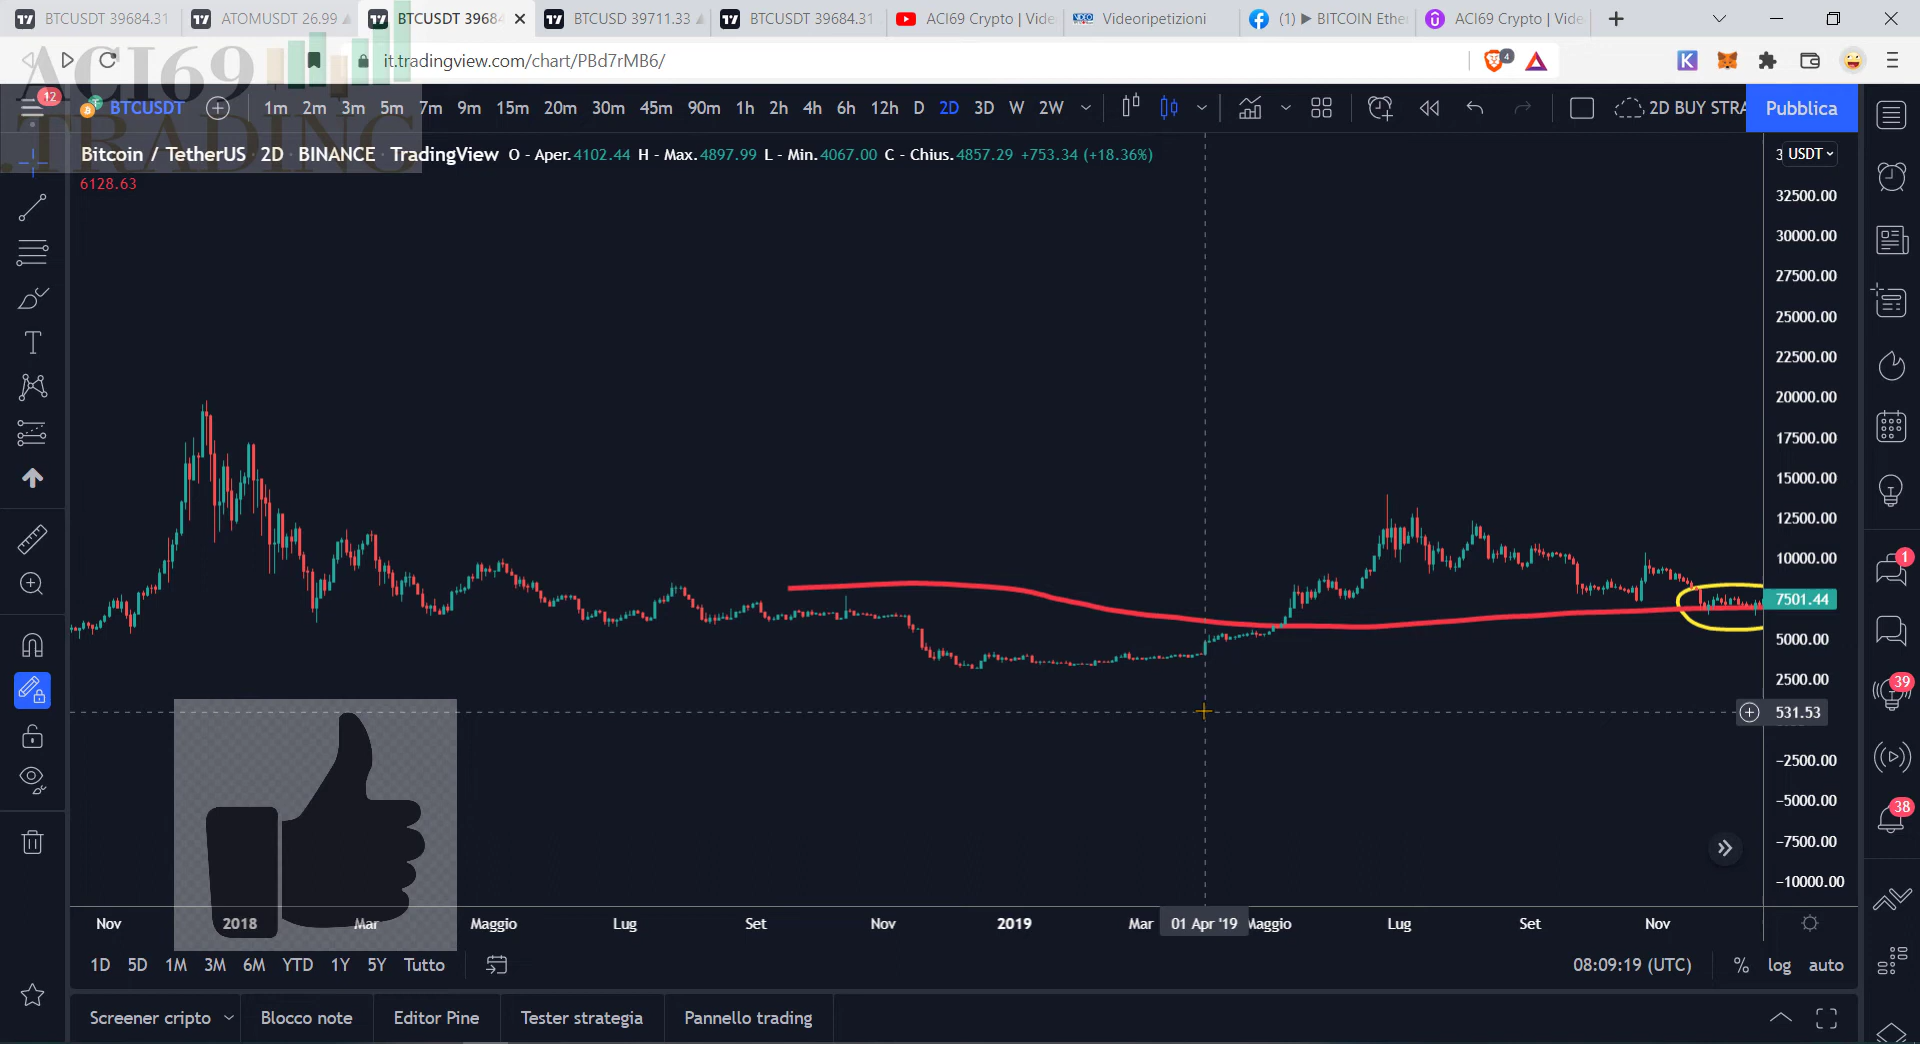 BTCUSDT 39684.31
ATOMUSDT 26.99
BTCUSDT 3968
BTCUSD 39711.33
BTCUSDT 39684.31
ACI69 Crypto | Vide
Videoripetizioni
(1) ▶ BITCOIN Ether
ACI69 Crypto | Vide
ACI69
.TRADING
it.tradingview.com/chart/PBd7rMB6/
4
12
BTCUSDT
1m 2m 3m 5m 7m 9m 15m 20m 30m 45m 90m 1h 2h 4h 6h 12h D 2D 3D W 2W
2D BUY STRA
Pubblica
Bitcoin / TetherUS 2D BINANCE TradingView O - Aper.4102.44 H - Max.4897.99 L - Min.4067.00 C - Chius.4857.29 +753.34 (+18.36%)
6128.63
3
USDT
32500.00
30000.00
27500.00
25000.00
22500.00
20000.00
17500.00
15000.00
12500.00
10000.00
7501.44
5000.00
2500.00
531.53
−2500.00
−5000.00
−7500.00
−10000.00
1
39
38
Nov 2018 Mar Maggio Lug Set Nov 2019 Mar 01 Apr '19 Maggio Lug Set Nov
1D 5D 1M 3M 6M YTD 1Y 5Y Tutto
08:09:19 (UTC)
% log auto
Screener cripto
Blocco note
Editor Pine
Tester strategia
Pannello trading